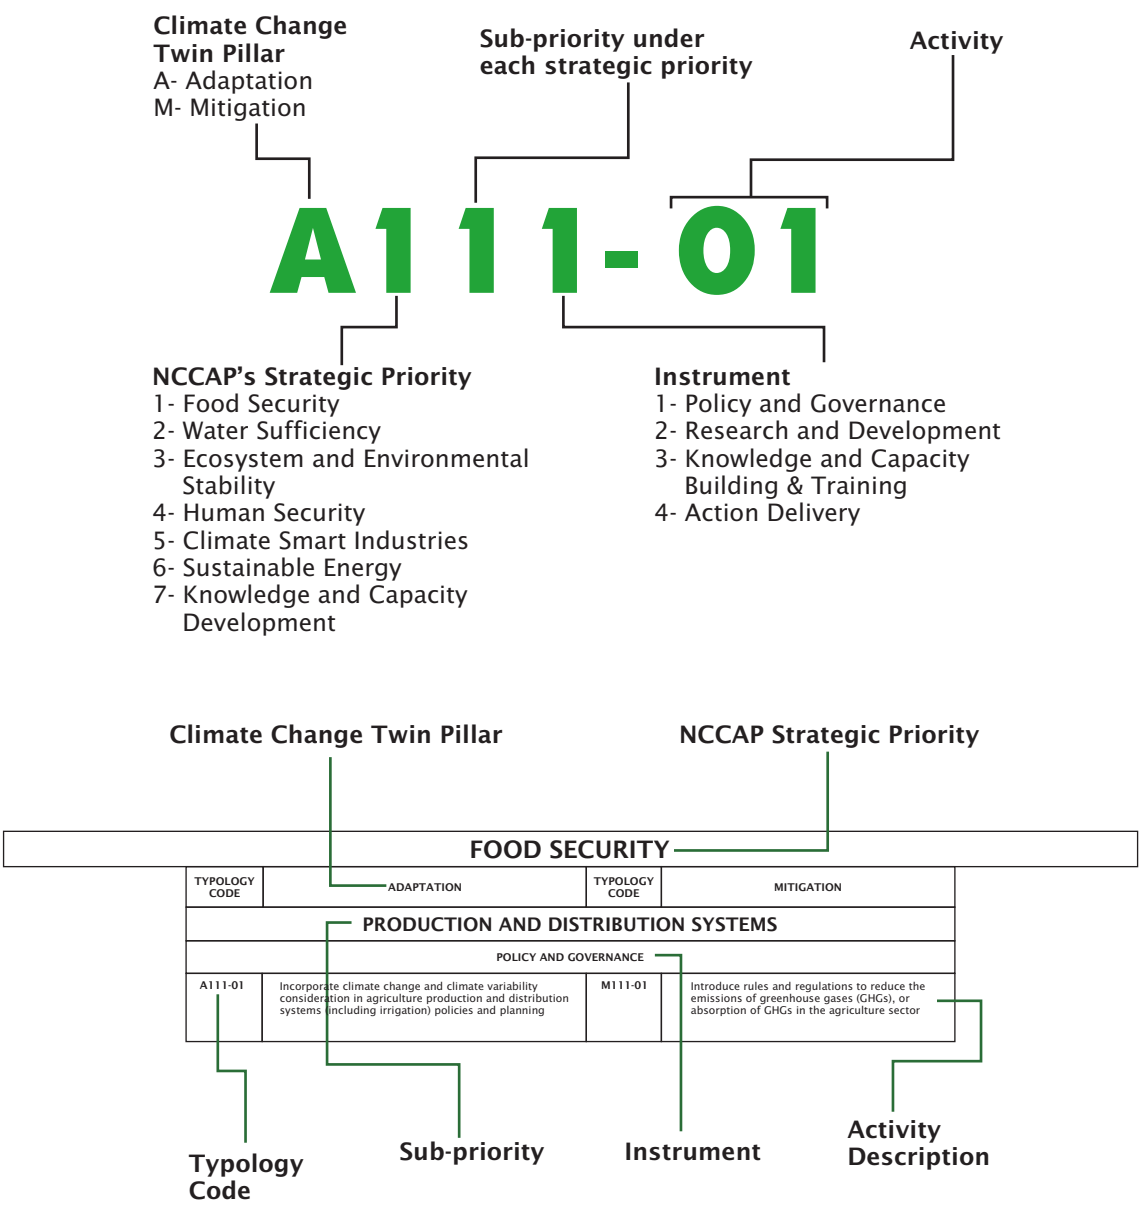 Climate Change
Twin Pillar
A- Adaptation
M- Mitigation
Sub-priority under
each strategic priority
Activity
A111-01
NCCAP's Strategic Priority
1- Food Security
2- Water Sufficiency
3- Ecosystem and Environmental
Stability
4- Human Security
5- Climate Smart Industries
6- Sustainable Energy
7- Knowledge and Capacity
Development
Instrument
1- Policy and Governance
2- Research and Development
3- Knowledge and Capacity
Building & Training
4- Action Delivery
Climate Change Twin Pillar
NCCAP Strategic Priority
FOOD SECURITY
TYPOLOGY
CODE
ADAPTATION
TYPOLOGY
CODE
MITIGATION
PRODUCTION AND DISTRIBUTION SYSTEMS
POLICY AND GOVERNANCE
A111-01
Incorporate climate change and climate variability
consideration in agriculture production and distribution
systems (including irrigation) policies and planning
M111-01
Introduce rules and regulations to reduce the
emissions of greenhouse gases (GHGs), or
absorption of GHGs in the agriculture sector
Typology
Code
Sub-priority
Instrument
Activity
Description